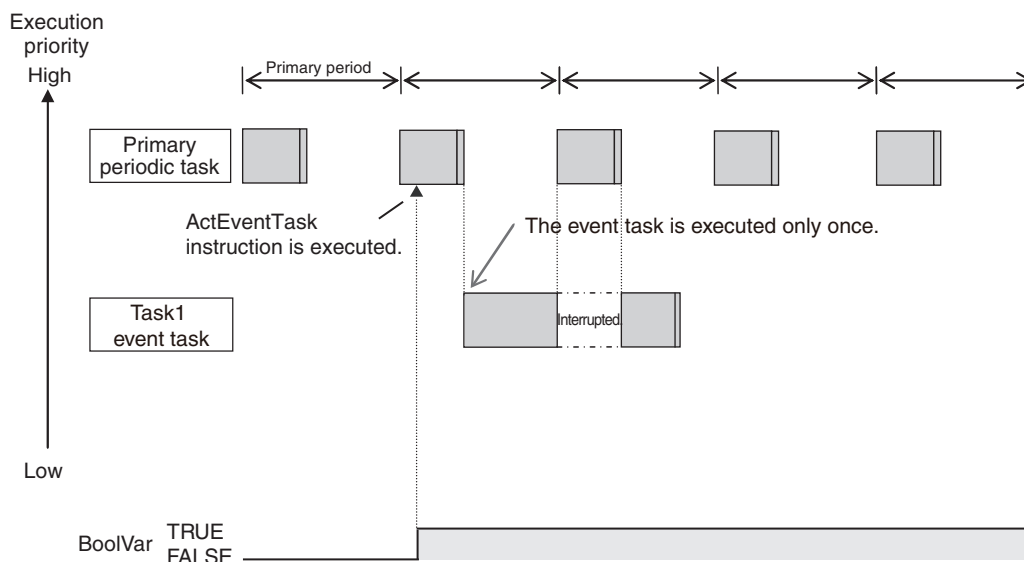 Execution
priority
High
Primary period
Primary
periodic task
ActEventTask
instruction is executed.
The event task is executed only once.
Task1
event task
Interrupted.
Low
BoolVar
TRUE
FALSE